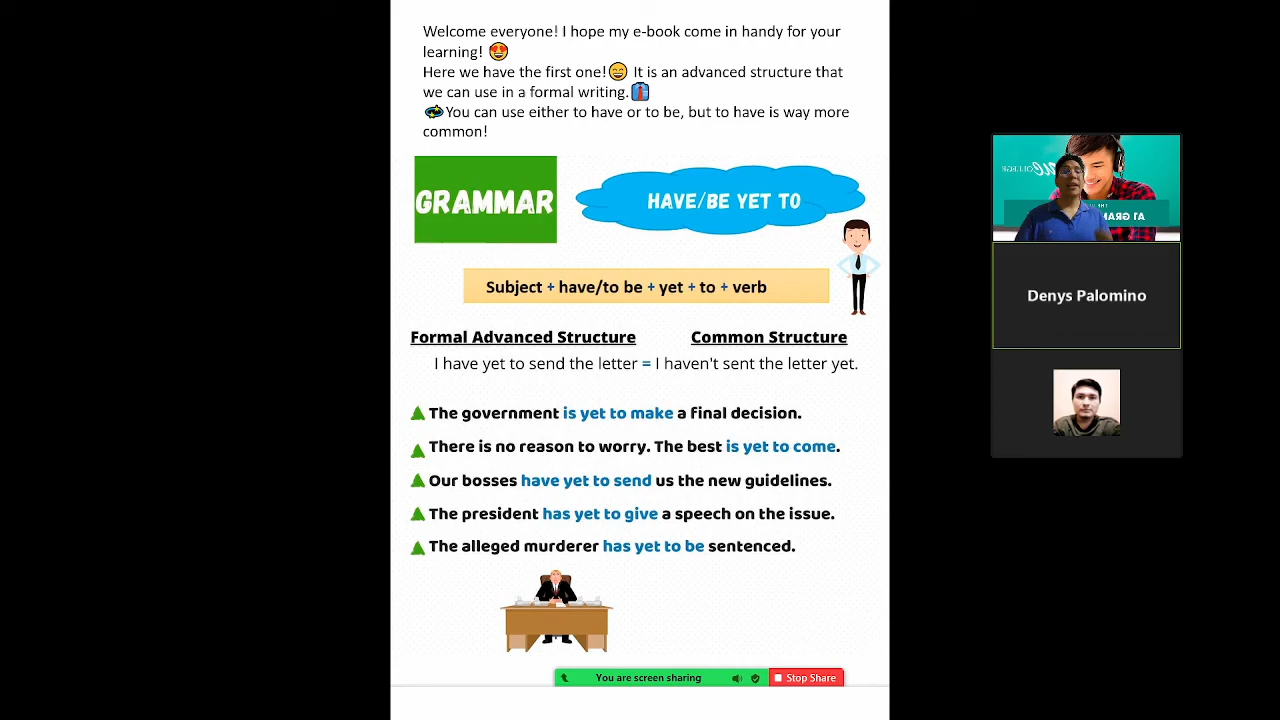 Welcome everyone! I hope my e-book come in handy for your
learning!
Here we have the first one! It is an advanced structure that
we can use in a formal writing.
You can use either to have or to be, but to have is way more
common!
GRAMMAR
HAVE/BE YET TO
Subject + have/to be + yet + to + verb
Formal Advanced Structure Common Structure
I have yet to send the letter = I haven't sent the letter yet.
The government is yet to make a final decision.
There is no reason to worry. The best is yet to come.
Our bosses have yet to send us the new guidelines.
The president has yet to give a speech on the issue.
The alleged murderer has yet to be sentenced.
You are screen sharing Stop Share
COLLEGE
Denys Palomino